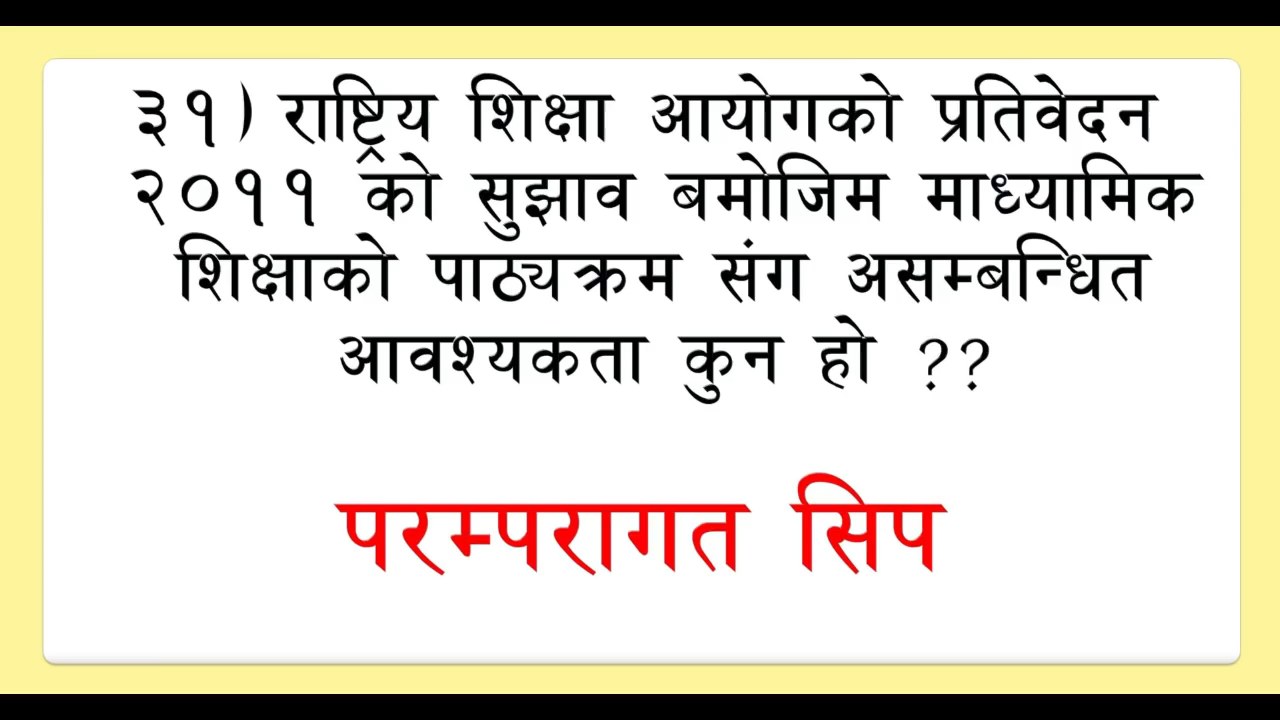 ३१) राष्ट्रिय शिक्षा आयोगको प्रतिवेदन
२०११ को सुझाव बमोजिम माध्यामिक
शिक्षाको पाठ्यक्रम संग असम्बन्धित
आवश्यकता कुन हो ??
परम्परागत सिप